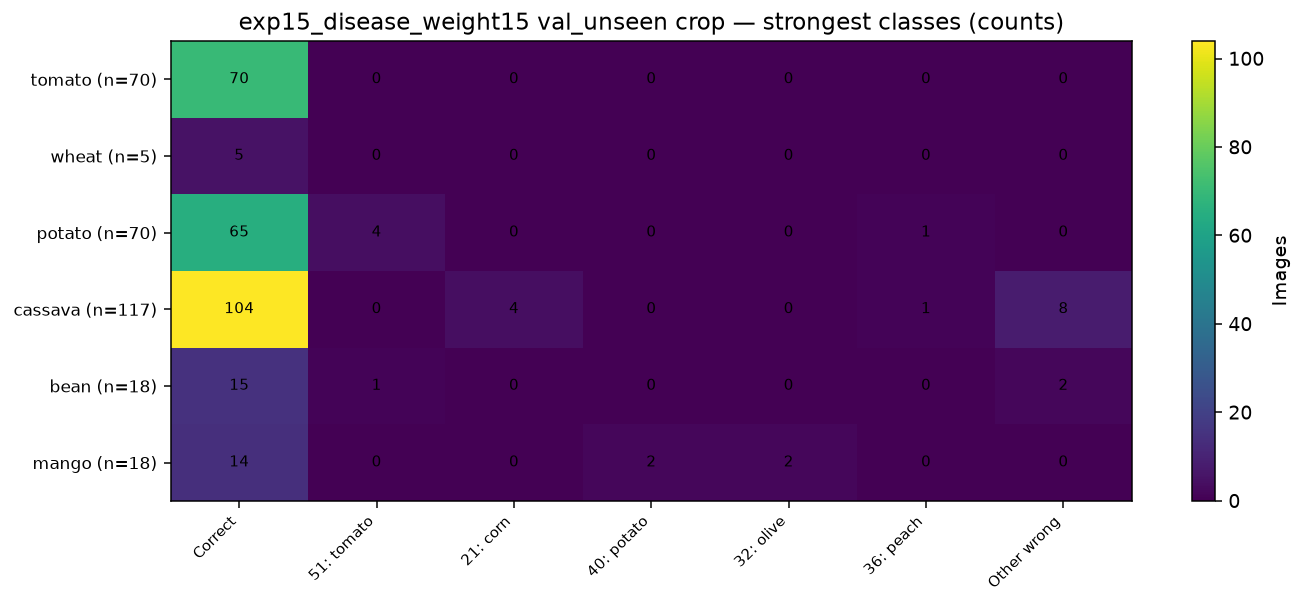 exp15_disease_weight15 val_unseen crop — strongest classes (counts)
tomato (n=70) 70 0 0 0 0 0 0
wheat (n=5) 5 0 0 0 0 0 0
potato (n=70) 65 4 0 0 0 1 0
cassava (n=117) 104 0 4 0 0 1 8
bean (n=18) 15 1 0 0 0 0 2
mango (n=18) 14 0 0 2 2 0 0
Correct
51: tomato
21: corn
40: potato
32: olive
36: peach
Other wrong
100
80
60
40
20
0
Images